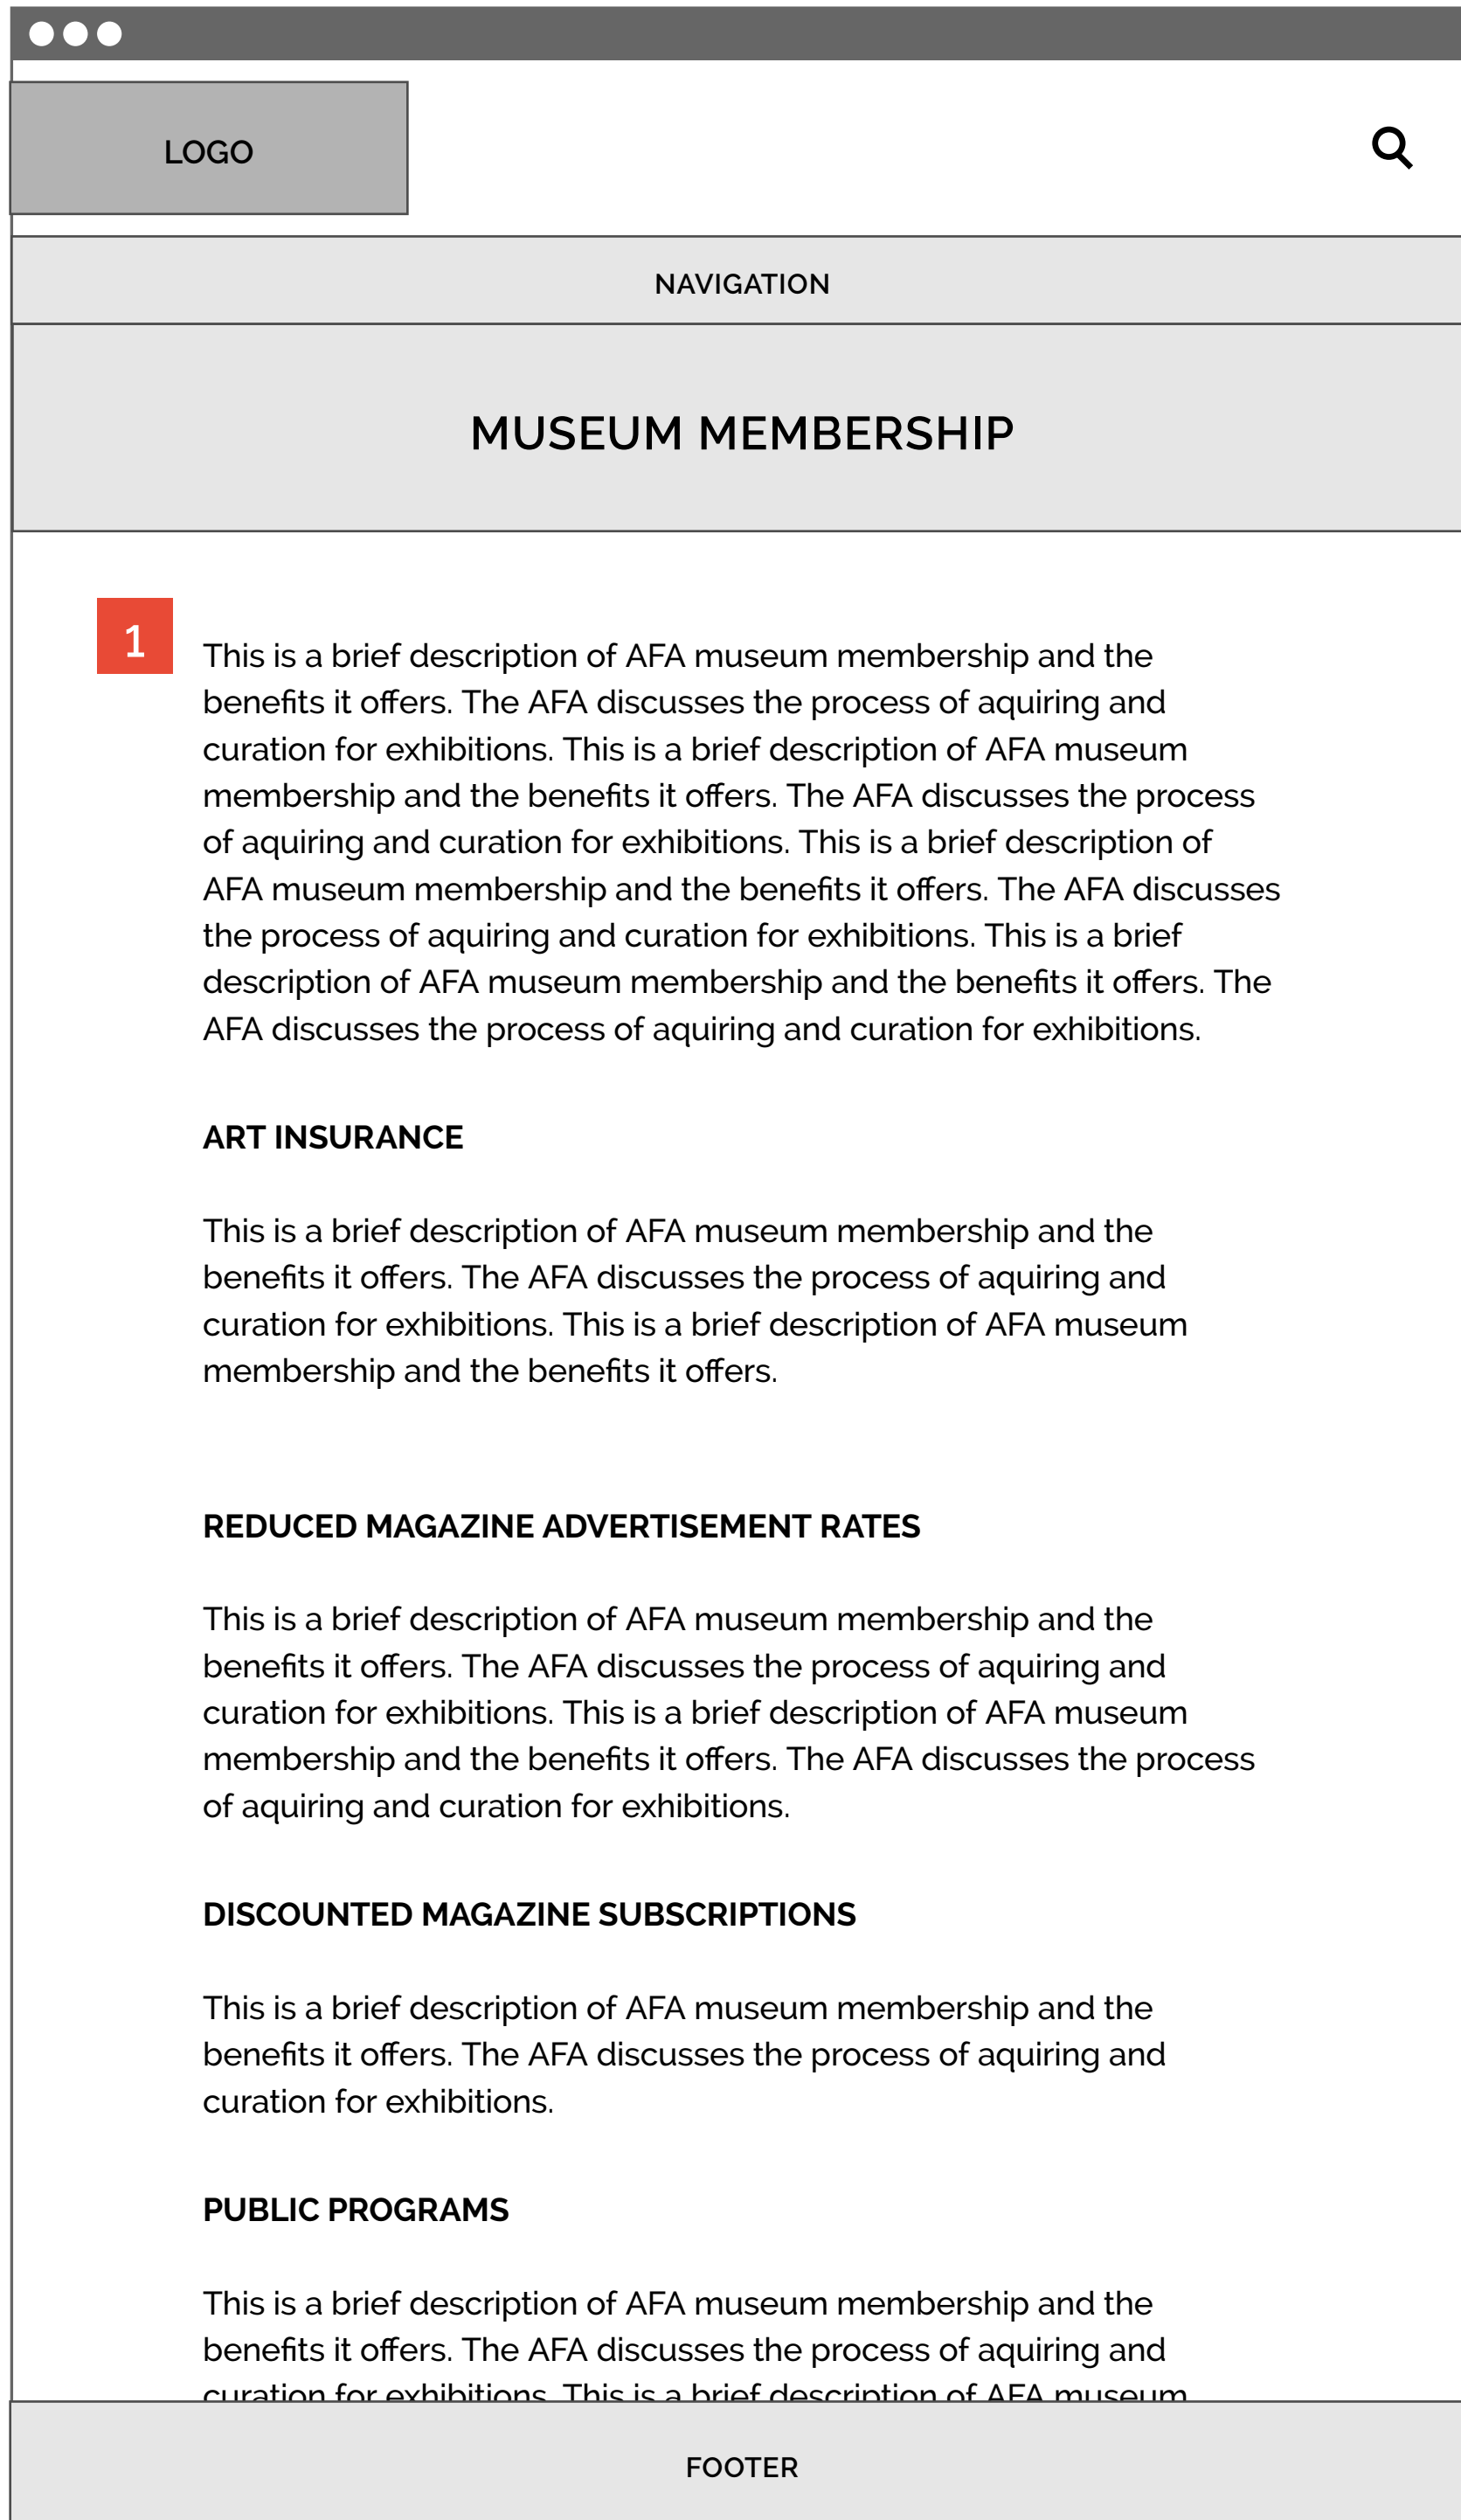 LOGO
NAVIGATION
MUSEUM MEMBERSHIP
1
This is a brief description of AFA museum membership and the
benefits it offers. The AFA discusses the process of aquiring and
curation for exhibitions. This is a brief description of AFA museum
membership and the benefits it offers. The AFA discusses the process
of aquiring and curation for exhibitions. This is a brief description of
AFA museum membership and the benefits it offers. The AFA discusses
the process of aquiring and curation for exhibitions. This is a brief
description of AFA museum membership and the benefits it offers. The
AFA discusses the process of aquiring and curation for exhibitions.
ART INSURANCE
This is a brief description of AFA museum membership and the
benefits it offers. The AFA discusses the process of aquiring and
curation for exhibitions. This is a brief description of AFA museum
membership and the benefits it offers.
REDUCED MAGAZINE ADVERTISEMENT RATES
This is a brief description of AFA museum membership and the
benefits it offers. The AFA discusses the process of aquiring and
curation for exhibitions. This is a brief description of AFA museum
membership and the benefits it offers. The AFA discusses the process
of aquiring and curation for exhibitions.
DISCOUNTED MAGAZINE SUBSCRIPTIONS
This is a brief description of AFA museum membership and the
benefits it offers. The AFA discusses the process of aquiring and
curation for exhibitions.
PUBLIC PROGRAMS
This is a brief description of AFA museum membership and the
benefits it offers. The AFA discusses the process of aquiring and
curation for exhibitions. This is a brief description of AFA museum
FOOTER